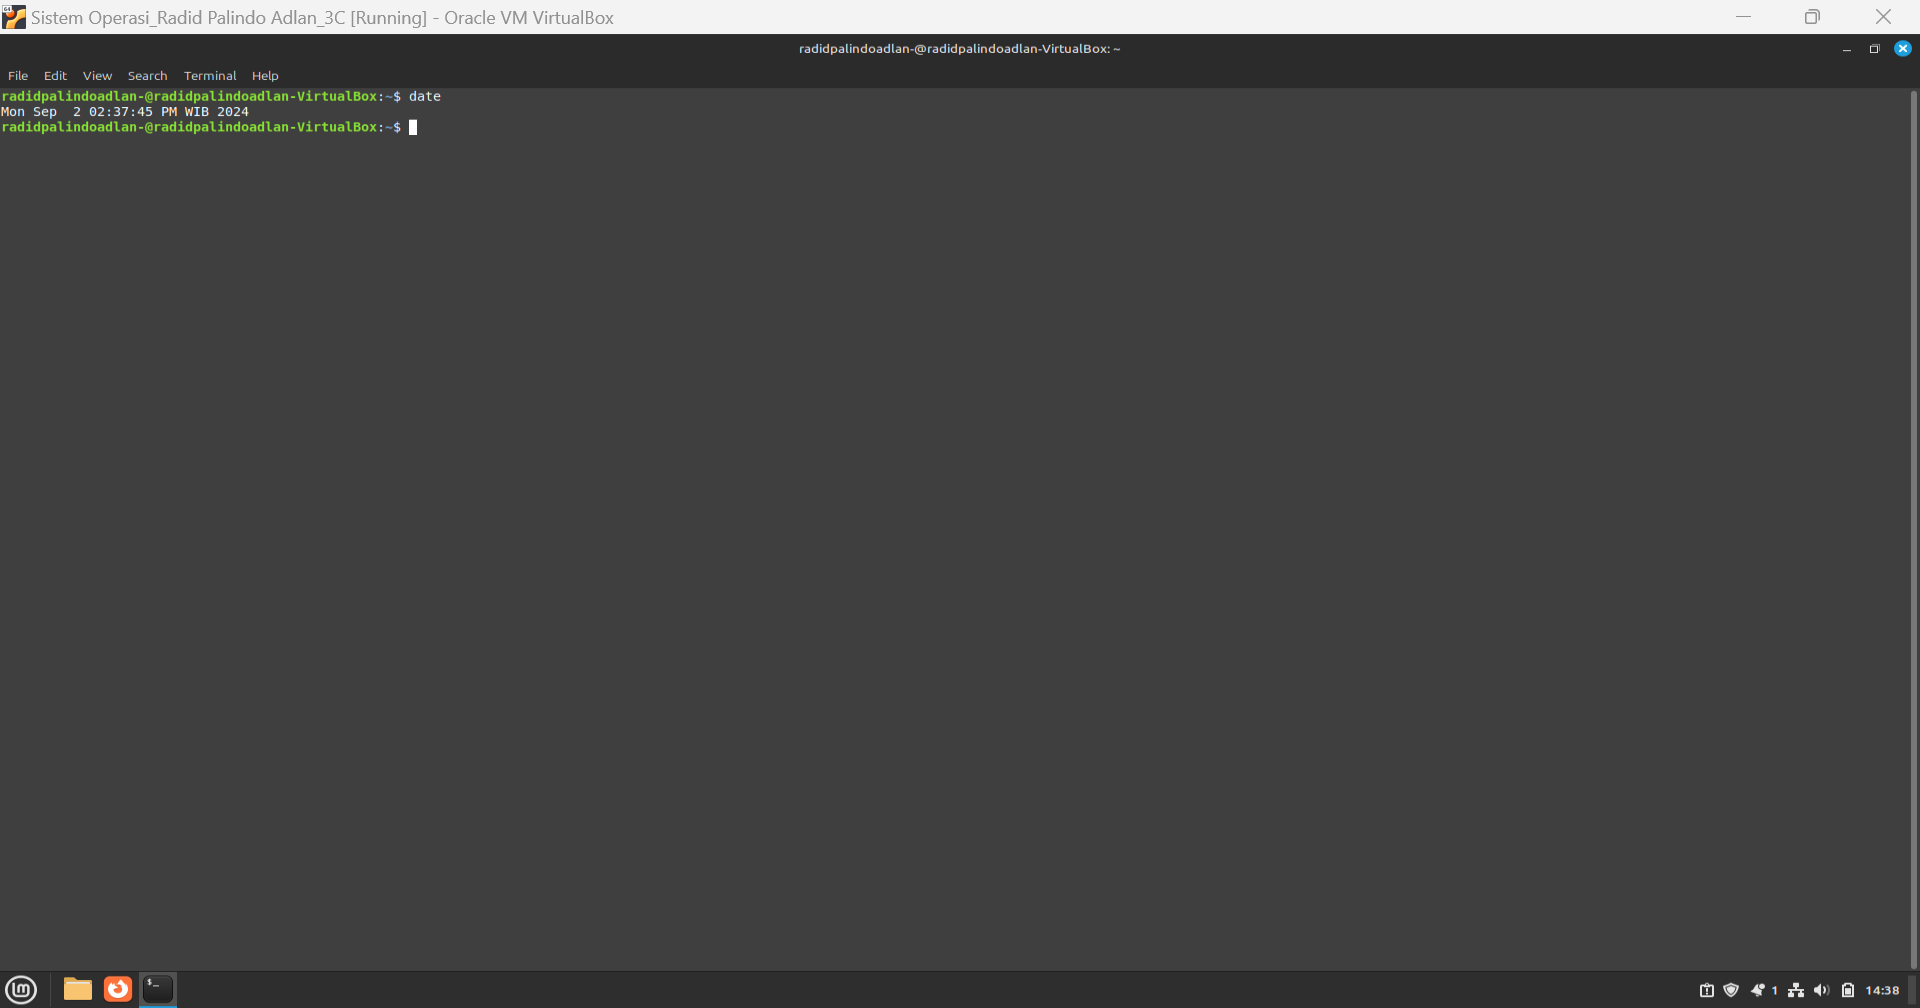 Sistem Operasi_Radid Palindo Adlan_3C [Running] - Oracle VM VirtualBox
radidpalindoadlan-@radidpalindoadlan-VirtualBox: ~
File Edit View Search Terminal Help
radidpalindoadlan-@radidpalindoadlan-VirtualBox:~$ date
Mon Sep  2 02:37:45 PM WIB 2024
radidpalindoadlan-@radidpalindoadlan-VirtualBox:~$
1 14:38